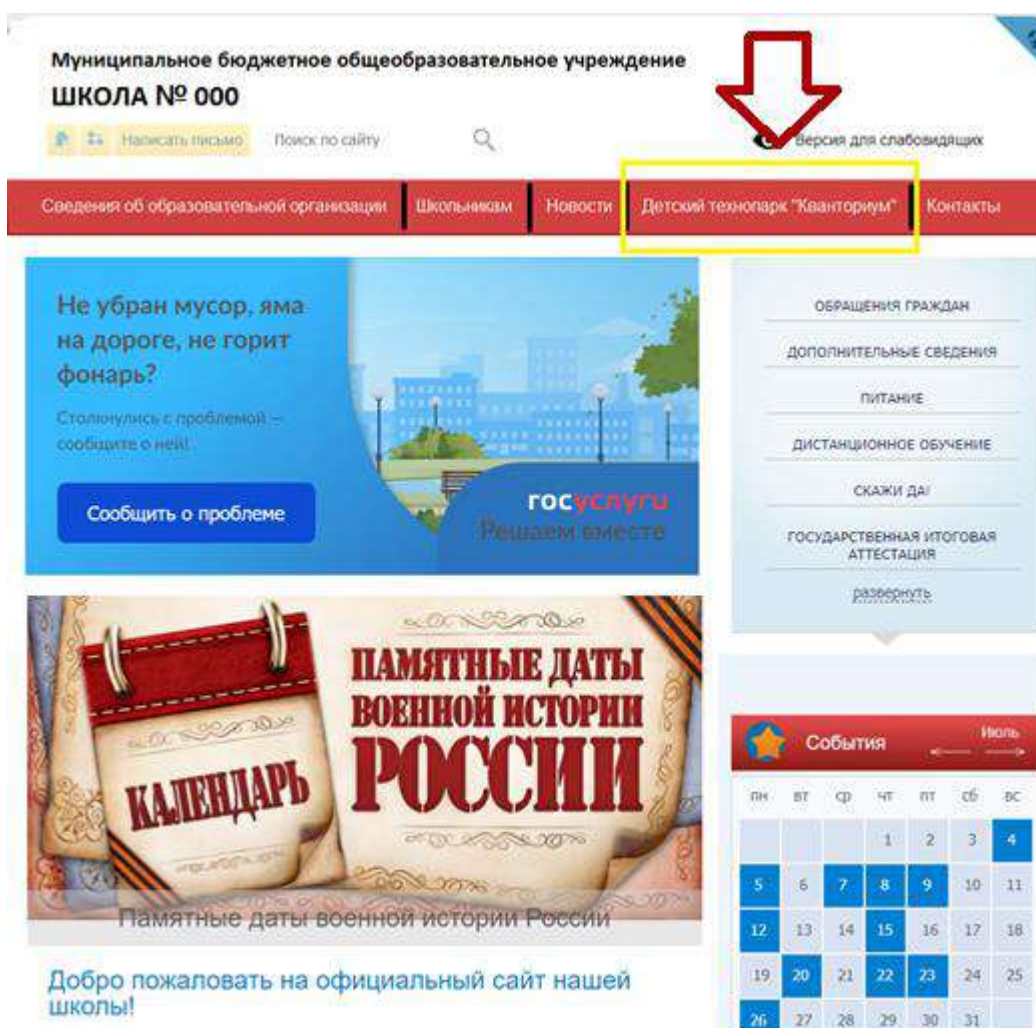 Муниципальное бюджетное общеобразовательное учреждение
ШКОЛА № 000
Написать письмо Поиск по сайту
Версия для слабовидящих
Сведения об образовательной организации Школьникам Новости Детский технопарк "Кванториум" Контакты
Не убран мусор, яма
на дороге, не горит
фонарь?
Столкнулись с проблемой —
сообщите о ней!
Сообщить о проблеме
госуслуги
Решаем вместе
ОБРАЩЕНИЯ ГРАЖДАН
ДОПОЛНИТЕЛЬНЫЕ СВЕДЕНИЯ
ПИТАНИЕ
ДИСТАНЦИОННОЕ ОБУЧЕНИЕ
СКАЖИ ДА!
ГОСУДАРСТВЕННАЯ ИТОГОВАЯ
АТТЕСТАЦИЯ
развернуть
КАЛЕНДАРЬ
ПАМЯТНЫЕ ДАТЫ
ВОЕННОЙ ИСТОРИИ
РОССИИ
Памятные даты военной истории России
Добро пожаловать на официальный сайт нашей
школы!
События Июль
пн вт ср чт пт сб вс
1 2 3 4
5 6 7 8 9 10 11
12 13 14 15 16 17 18
19 20 21 22 23 24 25
26 27 28 29 30 31